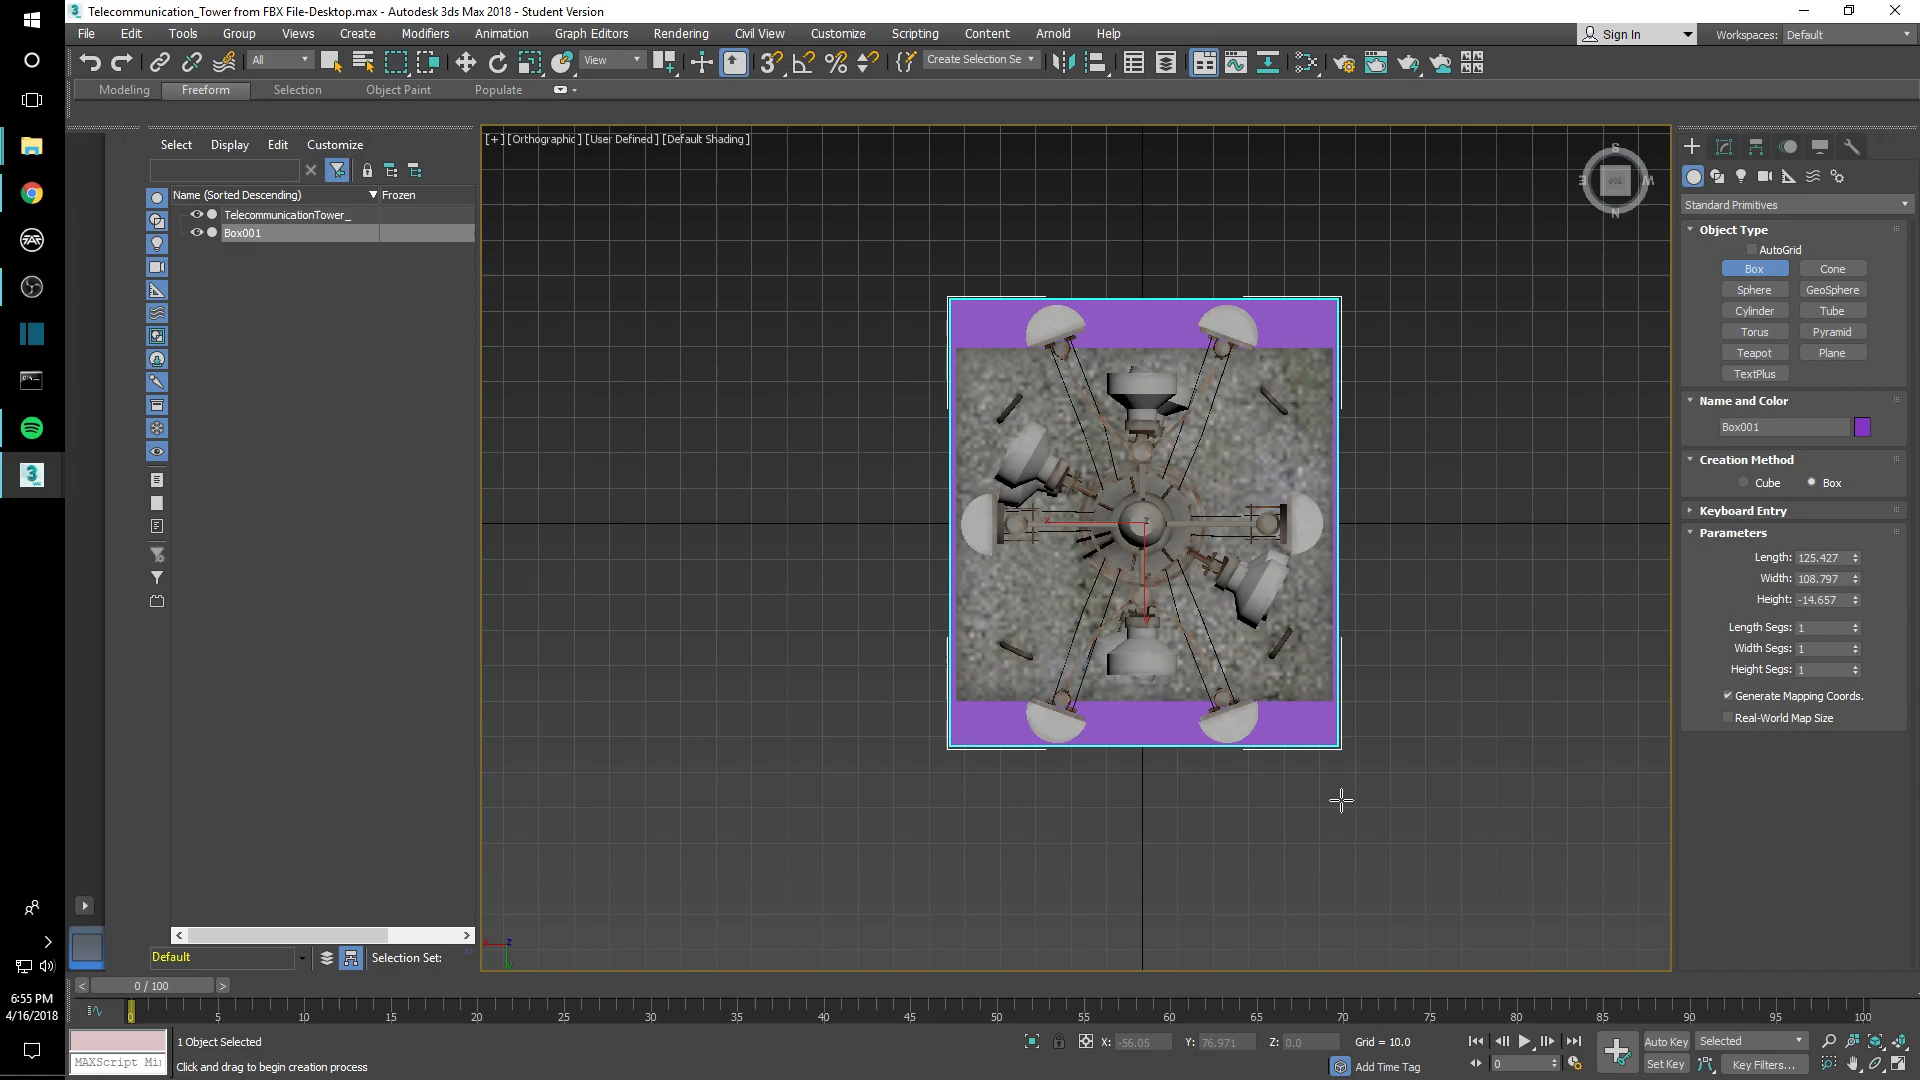 Telecommunication_Tower from FBX File-Desktop.max - Autodesk 3ds Max 2018 - Student Version
File Edit Tools Group Views Create Modifiers Animation Graph Editors Rendering Civil View Customize Scripting Content Arnold Help
Sign In Workspaces: Default
All View Create Selection Se
Modeling Freeform Selection Object Paint Populate
Select Display Edit Customize
[+] [Orthographic] [User Defined] [Default Shading]
Name (Sorted Descending) Frozen
TelecommunicationTower_
Box001
S
E TOP W
N
Standard Primitives
Object Type
AutoGrid
Box Cone
Sphere GeoSphere
Cylinder Tube
Torus Pyramid
Teapot Plane
TextPlus
Name and Color
Box001
Creation Method
Cube Box
Keyboard Entry
Parameters
Length: 125.427
Width: 108.797
Height: -14.657
Length Segs: 1
Width Segs: 1
Height Segs: 1
Generate Mapping Coords.
Real-World Map Size
Default Selection Set:
0 / 100
0 5 10 15 20 25 30 35 40 45 50 55 60 65 70 75 80 85 90 95 100
6:55 PM
4/16/2018
1 Object Selected
X: -56.05 Y: 76.971 Z: 0.0 Grid = 10.0
Auto Key Selected
MAXScript Mi
Click and drag to begin creation process
Add Time Tag
0
Set Key Key Filters...